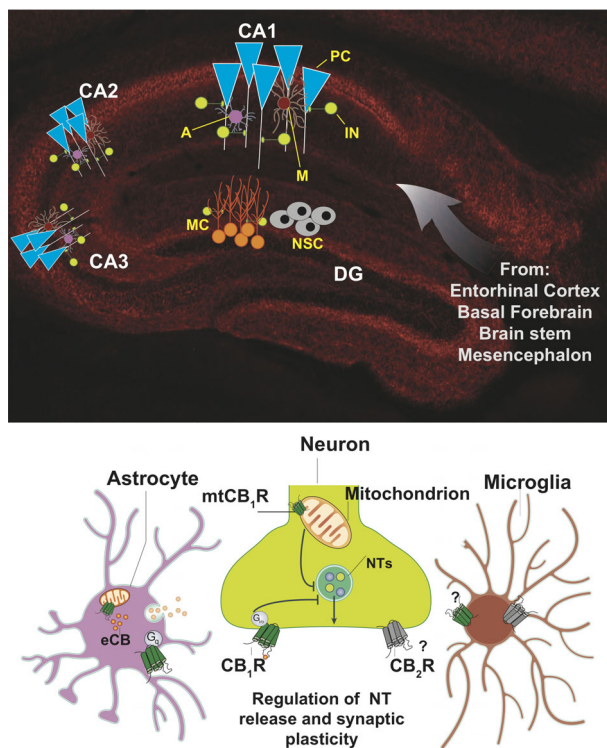 CA1
PC
CA2
A
IN
M
MC
NSC
CA3
DG
From:
Entorhinal Cortex
Basal Forebrain
Brain stem
Mesencephalon
Neuron
Astrocyte
Microglia
mtCB₁R
Mitochondrion
NTs
?
eCB
Gq
?
CB₁R
CB₂R
Regulation of NT
release and synaptic
plasticity